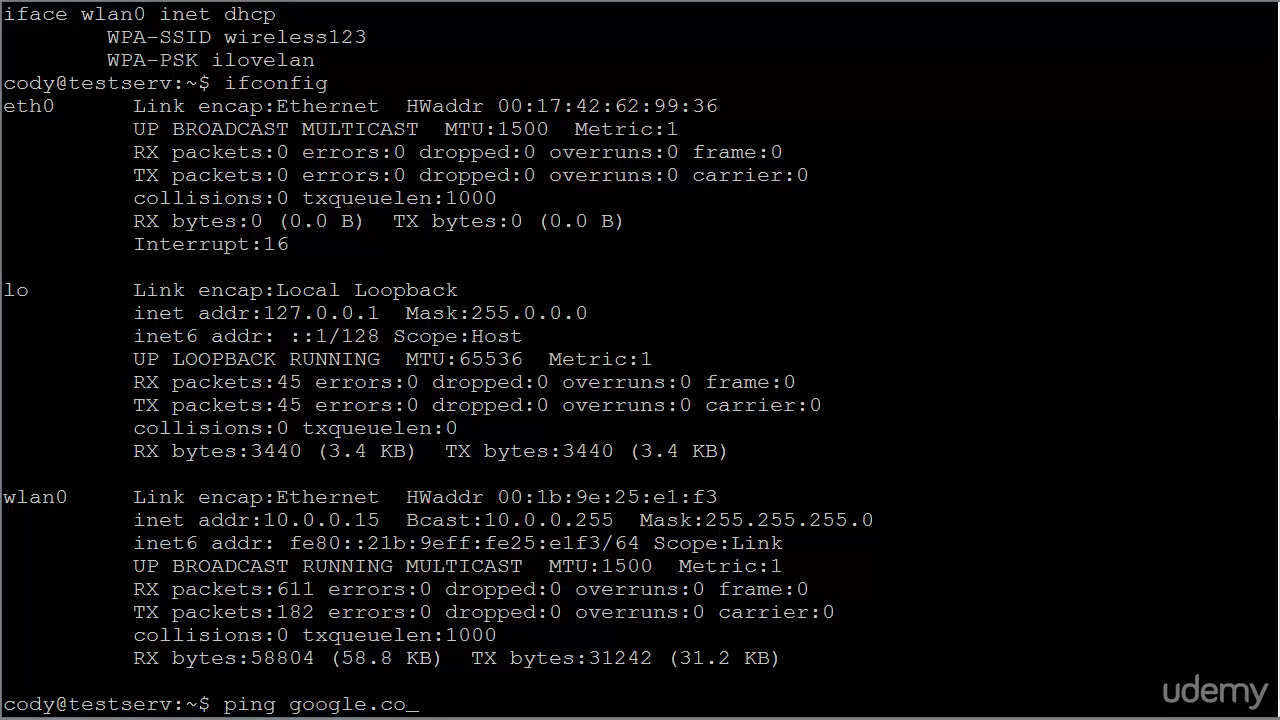 iface wlan0 inet dhcp
        WPA-SSID wireless123
        WPA-PSK ilovelan
cody@testserv:~$ ifconfig
eth0      Link encap:Ethernet  HWaddr 00:17:42:62:99:36
          UP BROADCAST MULTICAST  MTU:1500  Metric:1
          RX packets:0 errors:0 dropped:0 overruns:0 frame:0
          TX packets:0 errors:0 dropped:0 overruns:0 carrier:0
          collisions:0 txqueuelen:1000
          RX bytes:0 (0.0 B)  TX bytes:0 (0.0 B)
          Interrupt:16

lo        Link encap:Local Loopback
          inet addr:127.0.0.1  Mask:255.0.0.0
          inet6 addr: ::1/128 Scope:Host
          UP LOOPBACK RUNNING  MTU:65536  Metric:1
          RX packets:45 errors:0 dropped:0 overruns:0 frame:0
          TX packets:45 errors:0 dropped:0 overruns:0 carrier:0
          collisions:0 txqueuelen:0
          RX bytes:3440 (3.4 KB)  TX bytes:3440 (3.4 KB)

wlan0     Link encap:Ethernet  HWaddr 00:1b:9e:25:e1:f3
          inet addr:10.0.0.15  Bcast:10.0.0.255  Mask:255.255.255.0
          inet6 addr: fe80::21b:9eff:fe25:e1f3/64 Scope:Link
          UP BROADCAST RUNNING MULTICAST  MTU:1500  Metric:1
          RX packets:611 errors:0 dropped:0 overruns:0 frame:0
          TX packets:182 errors:0 dropped:0 overruns:0 carrier:0
          collisions:0 txqueuelen:1000
          RX bytes:58804 (58.8 KB)  TX bytes:31242 (31.2 KB)

cody@testserv:~$ ping google.co_
udemy